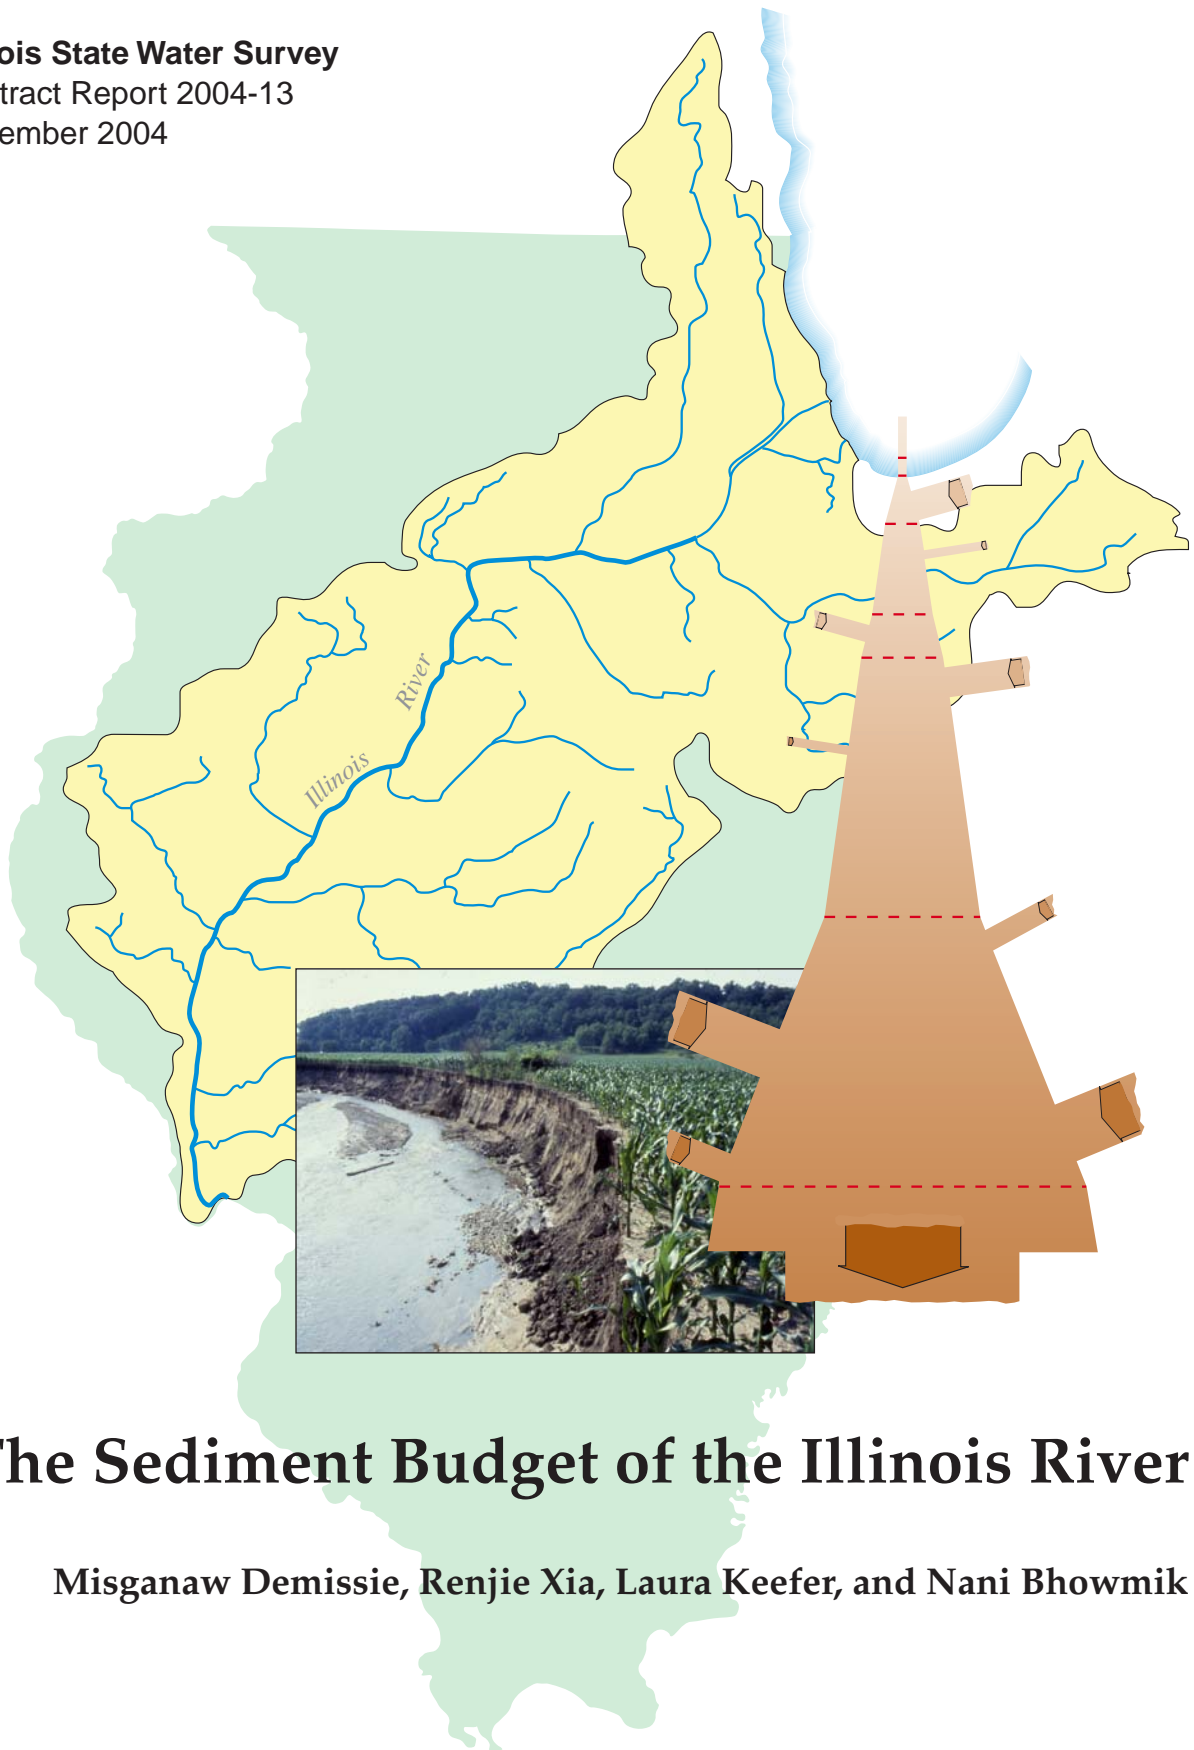 ois State Water Survey
tract Report 2004-13
ember 2004
River
Illinois
The Sediment Budget of the Illinois River
Misganaw Demissie, Renjie Xia, Laura Keefer, and Nani Bhowmik